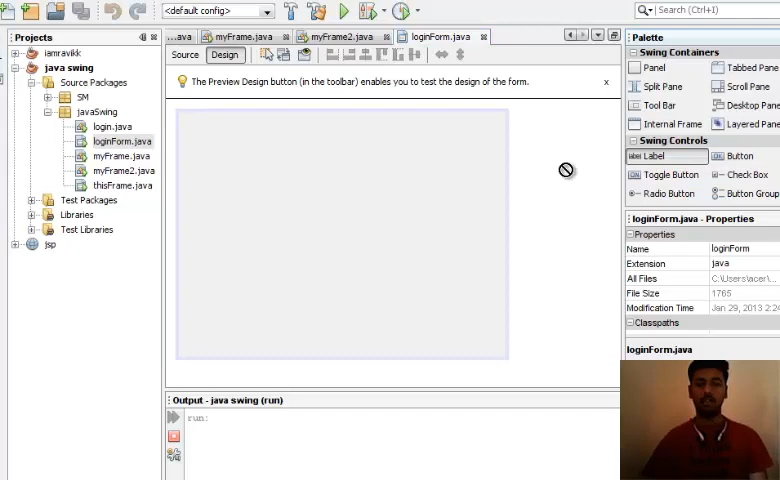 <default config>
Search (Ctrl+I)
Projects
iamravikk
java swing
Source Packages
SM
javaSwing
login.java
loginForm.java
myFrame.java
myFrame2.java
thisFrame.java
Test Packages
Libraries
Test Libraries
jsp
...ava
myFrame.java
myFrame2.java
loginForm.java
Source
Design
The Preview Design button (in the toolbar) enables you to test the design of the form.
x
Output - java swing (run)
run:
Palette
Swing Containers
Panel
Tabbed Pane
Split Pane
Scroll Pane
Tool Bar
Desktop Pane
Internal Frame
Layered Pane
Swing Controls
label Label
OK Button
ON Toggle Button
Check Box
Radio Button
Button Group
loginForm.java - Properties
Properties
Name loginForm
Extension java
All Files C:\Users\acer\...
File Size 1765
Modification Time Jan 29, 2013 2:24
Classpaths
loginForm.java